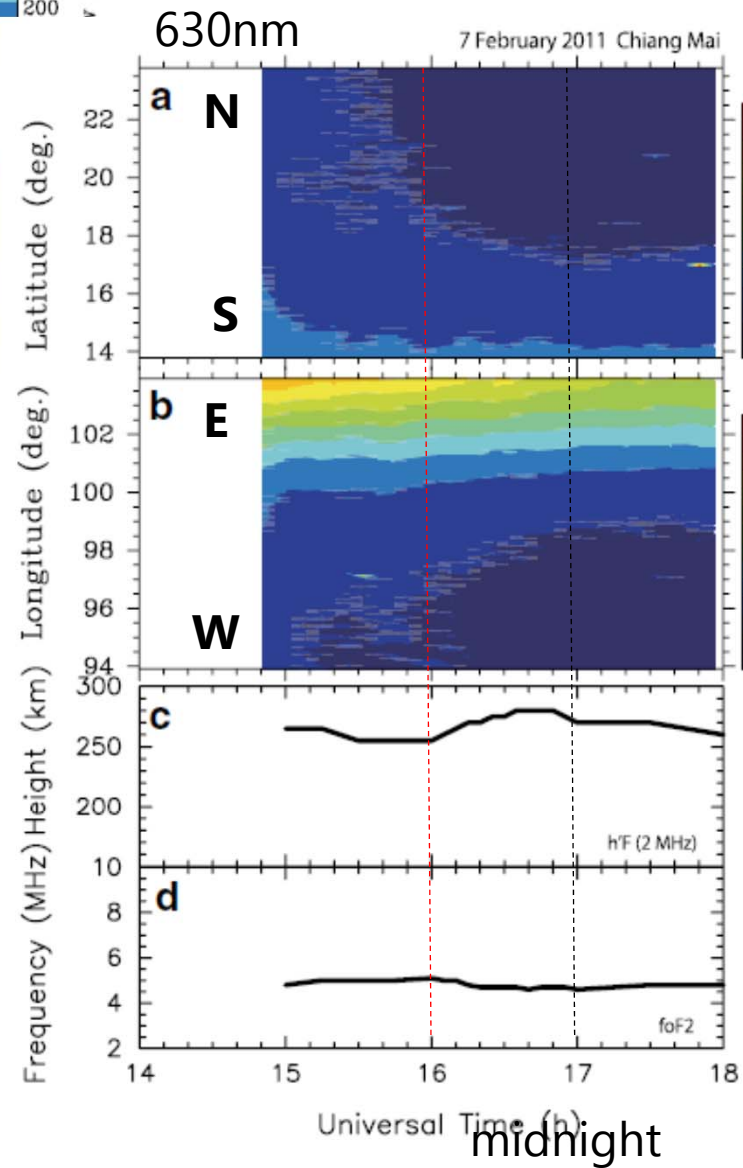 200
630nm
7 February 2011 Chiang Mai
a
N
S
Latitude (deg.)
22
20
18
16
14
b
E
W
Longitude (deg.)
102
100
98
96
94
c
Height (km)
300
250
200
h'F (2 MHz)
d
Frequency (MHz)
10
8
6
4
2
foF2
14 15 16 17 18
Universal Time (h)
midnight